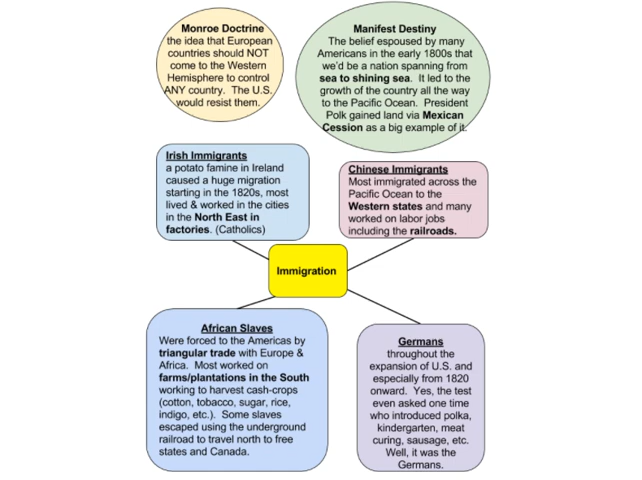 Monroe Doctrine
the idea that European
countries should NOT
come to the Western
Hemisphere to control
ANY country. The U.S.
would resist them.
Manifest Destiny
The belief espoused by many
Americans in the early 1800s that
we'd be a nation spanning from
sea to shining sea. It led to the
growth of the country all the way
to the Pacific Ocean. President
Polk gained land via Mexican
Cession as a big example of it.
Irish Immigrants
a potato famine in Ireland
caused a huge migration
starting in the 1820s, most
lived & worked in the cities
in the North East in
factories. (Catholics)
Chinese Immigrants
Most immigrated across the
Pacific Ocean to the
Western states and many
worked on labor jobs
including the railroads.
Immigration
African Slaves
Were forced to the Americas by
triangular trade with Europe &
Africa. Most worked on
farms/plantations in the South
working to harvest cash-crops
(cotton, tobacco, sugar, rice,
indigo, etc.). Some slaves
escaped using the underground
railroad to travel north to free
states and Canada.
Germans
throughout the
expansion of U.S. and
especially from 1820
onward. Yes, the test
even asked one time
who introduced polka,
kindergarten, meat
curing, sausage, etc.
Well, it was the
Germans.